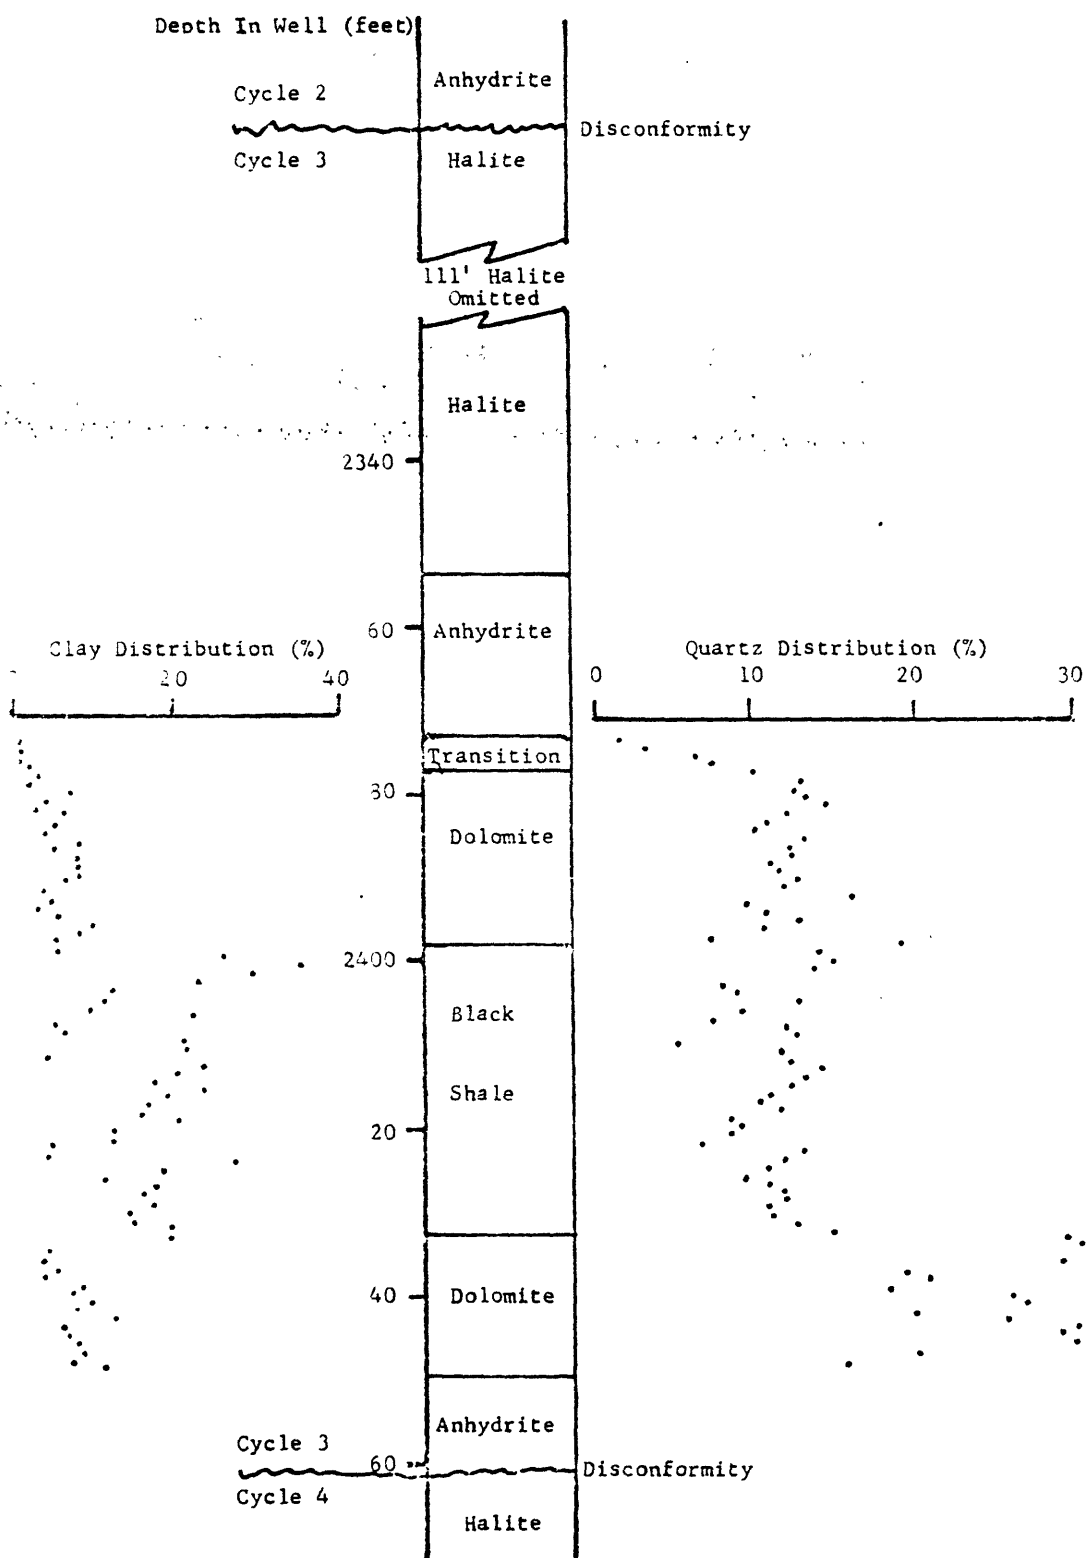 Depth In Well (feet)
Anhydrite
Cycle 2
Disconformity
Cycle 3
Halite
111' Halite
Omitted
Halite
2340
60
Anhydrite
Clay Distribution (%)
20
40
Quartz Distribution (%)
0
10
20
30
Transition
80
Dolomite
2400
Black
Shale
20
40
Dolomite
Anhydrite
Cycle 3
60
Disconformity
Cycle 4
Halite